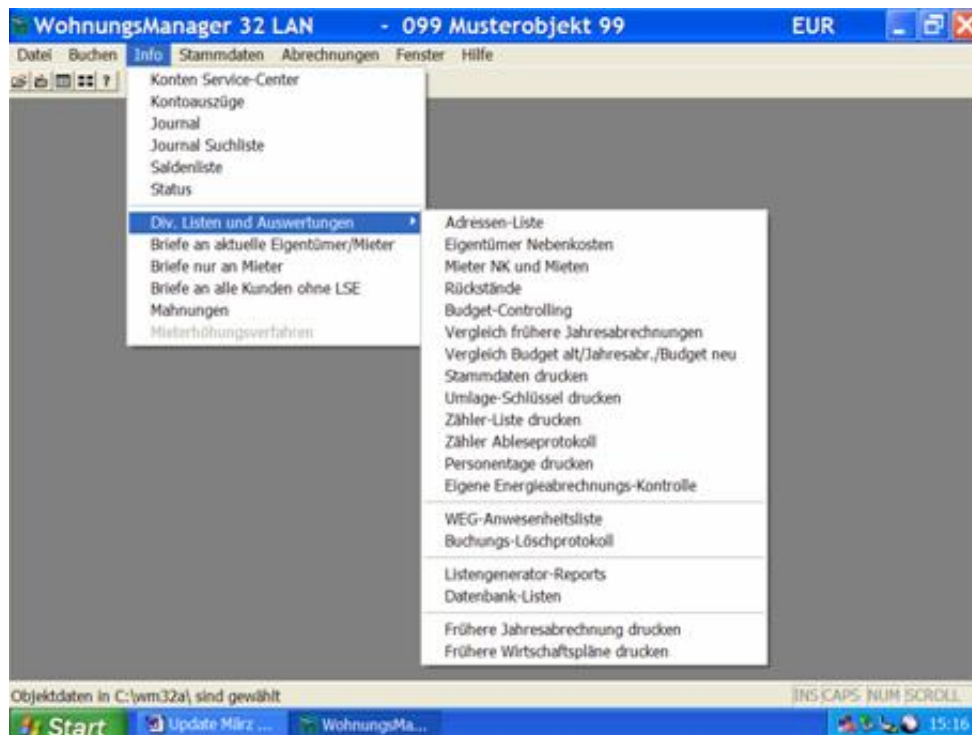 WohnungsManager 32 LAN - 099 Musterobjekt 99 EUR
Datei Buchen Info Stammdaten Abrechnungen Fenster Hilfe
Konten Service-Center
Kontoauszüge
Journal
Journal Suchliste
Saldenliste
Status
Div. Listen und Auswertungen
Briefe an aktuelle Eigentümer/Mieter
Briefe nur an Mieter
Briefe an alle Kunden ohne LSE
Mahnungen
Mieterhöhungsverfahren
Adressen-Liste
Eigentümer Nebenkosten
Mieter NK und Mieten
Rückstände
Budget-Controlling
Vergleich frühere Jahresabrechnungen
Vergleich Budget alt/Jahresabr./Budget neu
Stammdaten drucken
Umlage-Schlüssel drucken
Zähler-Liste drucken
Zähler Ableseprotokoll
Personentage drucken
Eigene Energieabrechnungs-Kontrolle
WEG-Anwesenheitsliste
Buchungs-Löschprotokoll
Listengenerator-Reports
Datenbank-Listen
Frühere Jahresabrechnung drucken
Frühere Wirtschaftspläne drucken
Objektdaten in C:\wm32a\ sind gewählt INS CAPS NUM SCROLL
Start Update März ... WohnungsMa... 15:16